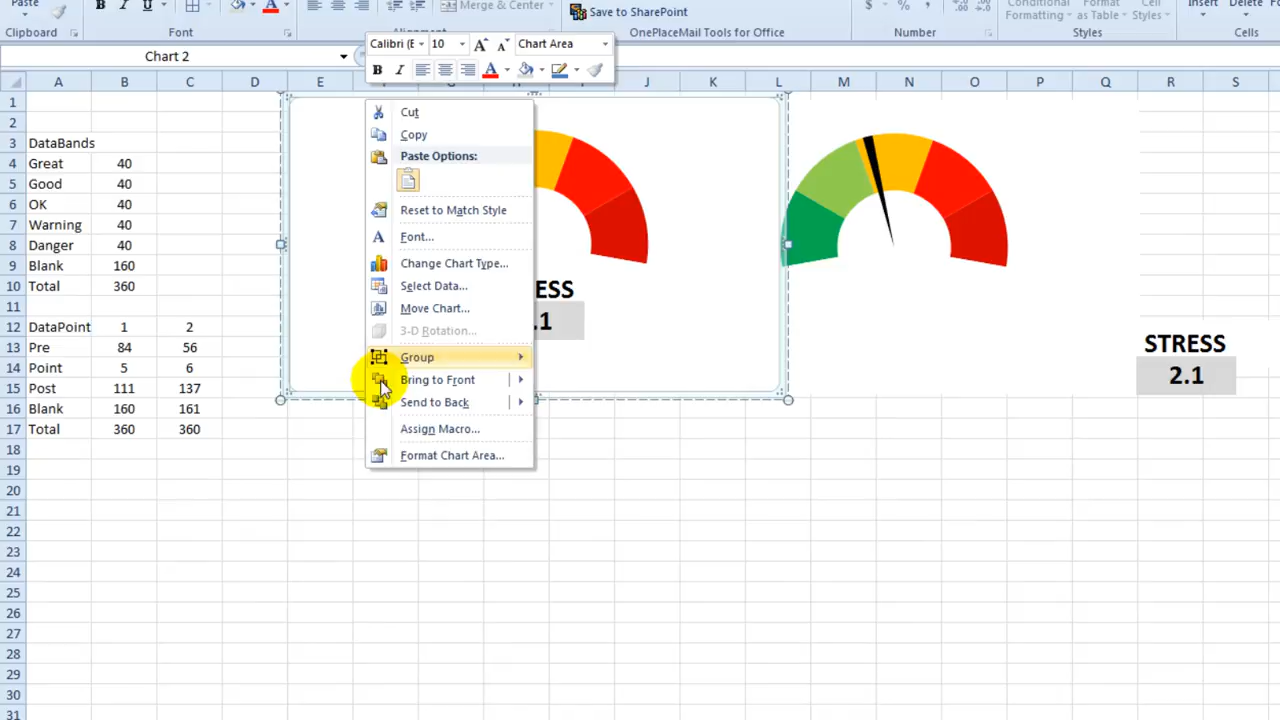 Paste
B I U A
Merge & Center
Save to SharePoint
$ % ,
Conditional Format Cell
Formatting as Table Styles
Insert Delete
Clipboard Font Alignment OnePlaceMail Tools for Office Number Styles Cells
Chart 2
Calibri (E 10 A A Chart Area
B I A
A B C D E J K L M N O P Q R S
1
2
3 DataBands
4 Great 40
5 Good 40
6 OK 40
7 Warning 40
8 Danger 40
9 Blank 160
10 Total 360
11
12 DataPoint 1 2
13 Pre 84 56
14 Point 5 6
15 Post 111 137
16 Blank 160 161
17 Total 360 360
18
19
20
21
22
23
24
25
26
27
28
29
30
31
Cut
Copy
Paste Options:
Reset to Match Style
A Font...
Change Chart Type...
Select Data...
Move Chart...
3-D Rotation...
Group
Bring to Front
Send to Back
Assign Macro...
Format Chart Area...
ESS
.1
STRESS
2.1